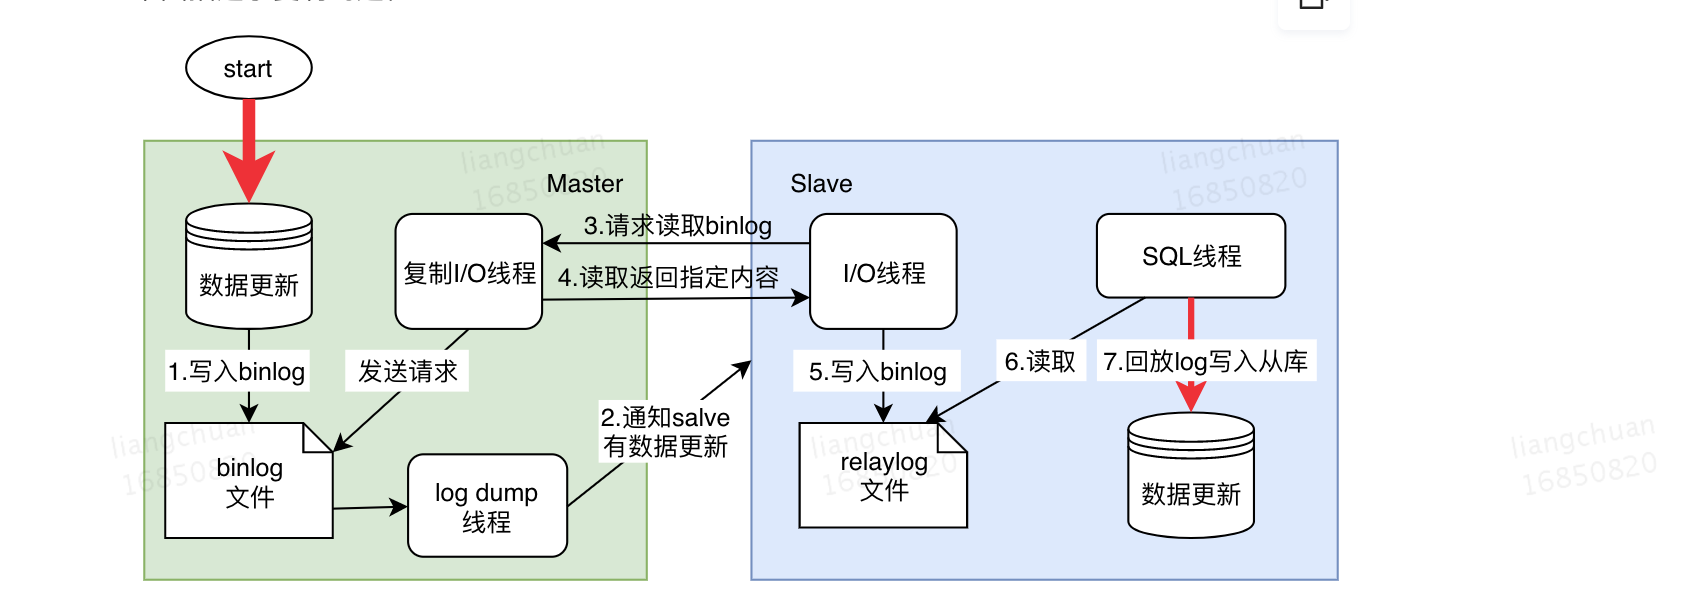 start
liangchuan
16850820
Master
数据更新
复制I/O线程
3.请求读取binlog
4.读取返回指定内容
1.写入binlog
发送请求
2.通知salve
有数据更新
binlog
文件
log dump
线程
liangchuan
16850820
Slave
liangchuan
16850820
I/O线程
SQL线程
5.写入binlog
6.读取
7.回放log写入从库
relaylog
文件
数据更新
liangchuan
16850820
liangchuan
16850820